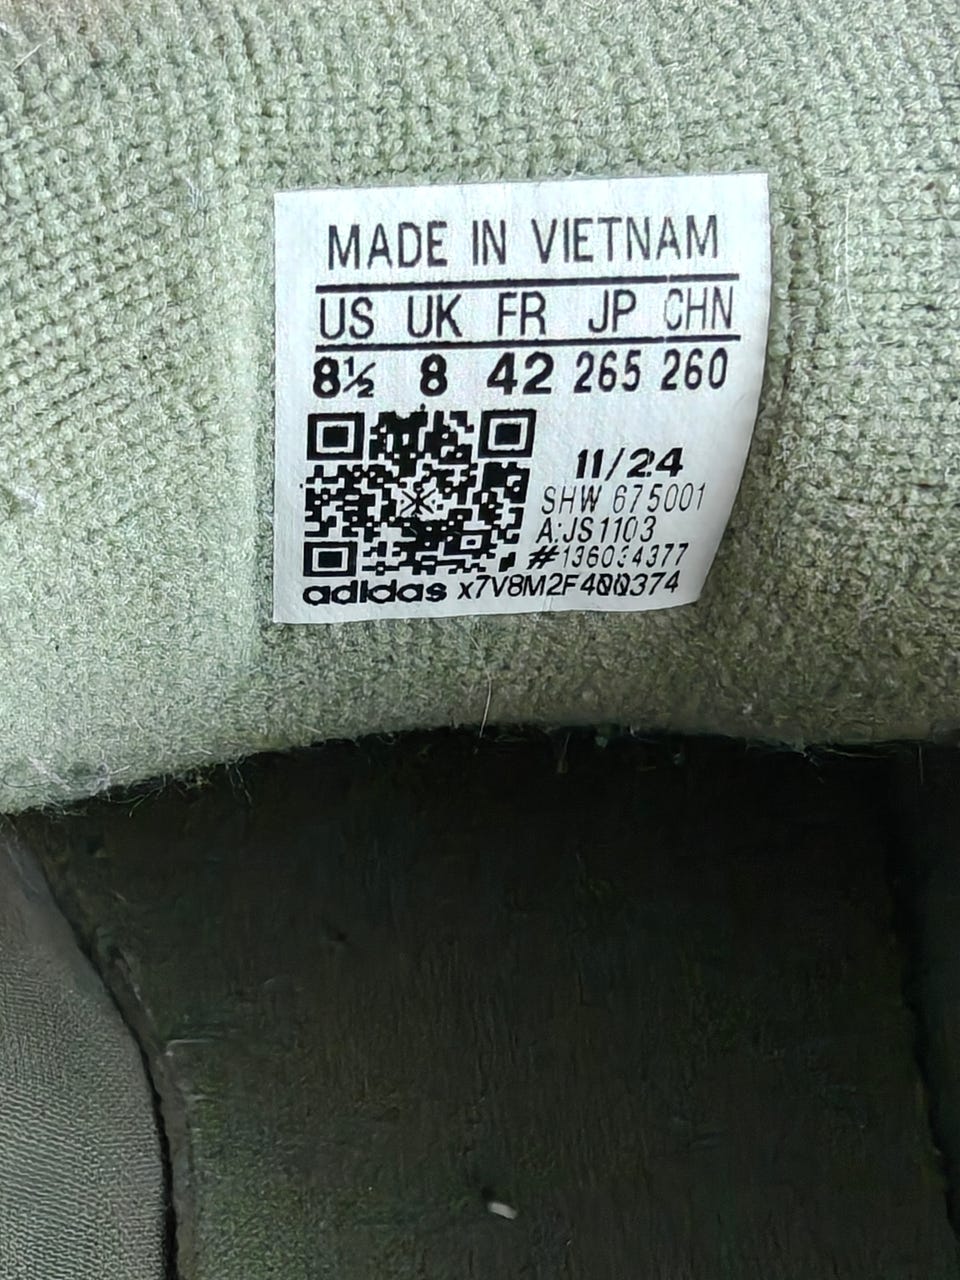 MADE IN VIETNAM
US UK FR JP CHN
8½ 8 42 265 260
11/24
SHW 675001
A:JS1103
#136034377
adidas x7V8M2F4QQ374